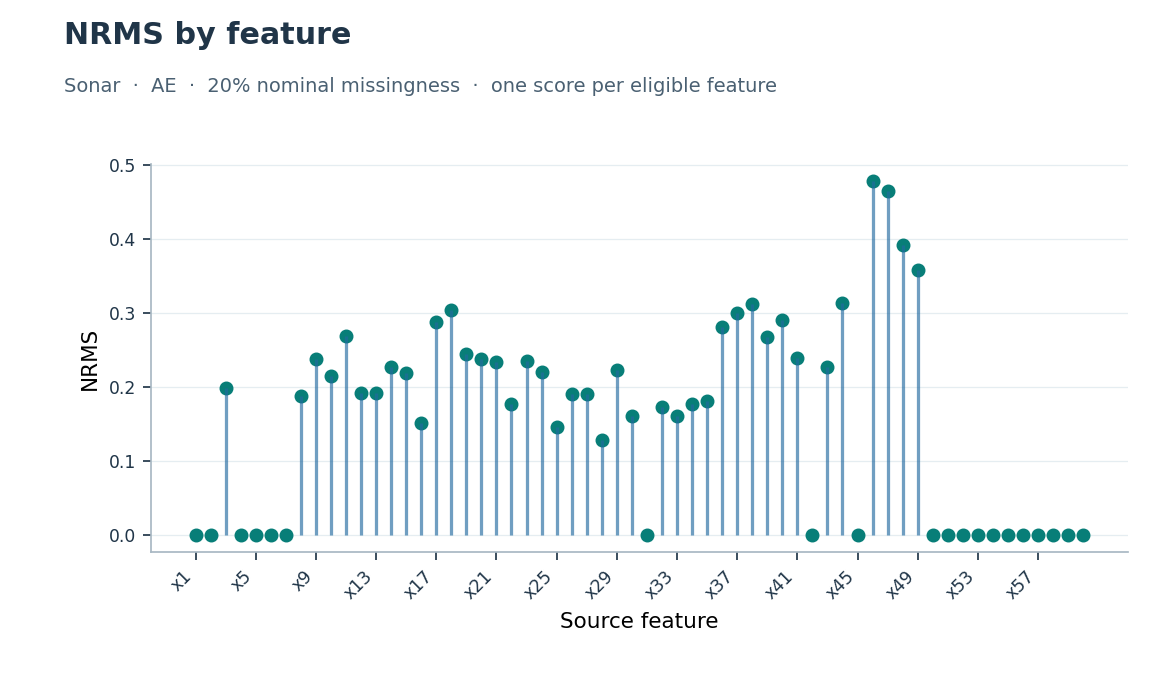 NRMS by feature
Sonar · AE · 20% nominal missingness · one score per eligible feature
0.5
0.4
0.3
0.2
0.1
0.0
NRMS
x1 x5 x9 x13 x17 x21 x25 x29 x33 x37 x41 x45 x49 x53 x57
Source feature